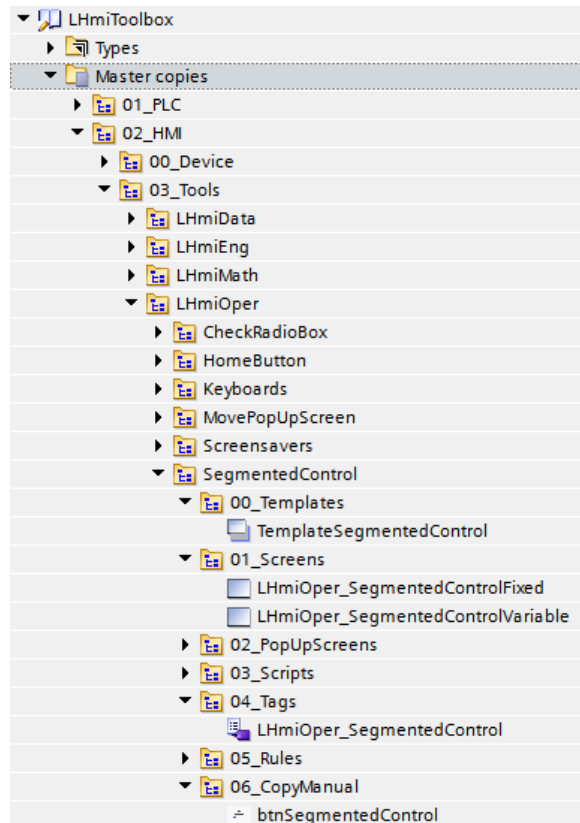 LHmiToolbox
Types
Master copies
01_PLC
02_HMI
00_Device
03_Tools
LHmiData
LHmiEng
LHmiMath
LHmiOper
CheckRadioBox
HomeButton
Keyboards
MovePopUpScreen
Screensavers
SegmentedControl
00_Templates
TemplateSegmentedControl
01_Screens
LHmiOper_SegmentedControlFixed
LHmiOper_SegmentedControlVariable
02_PopUpScreens
03_Scripts
04_Tags
LHmiOper_SegmentedControl
05_Rules
06_CopyManual
btnSegmentedControl